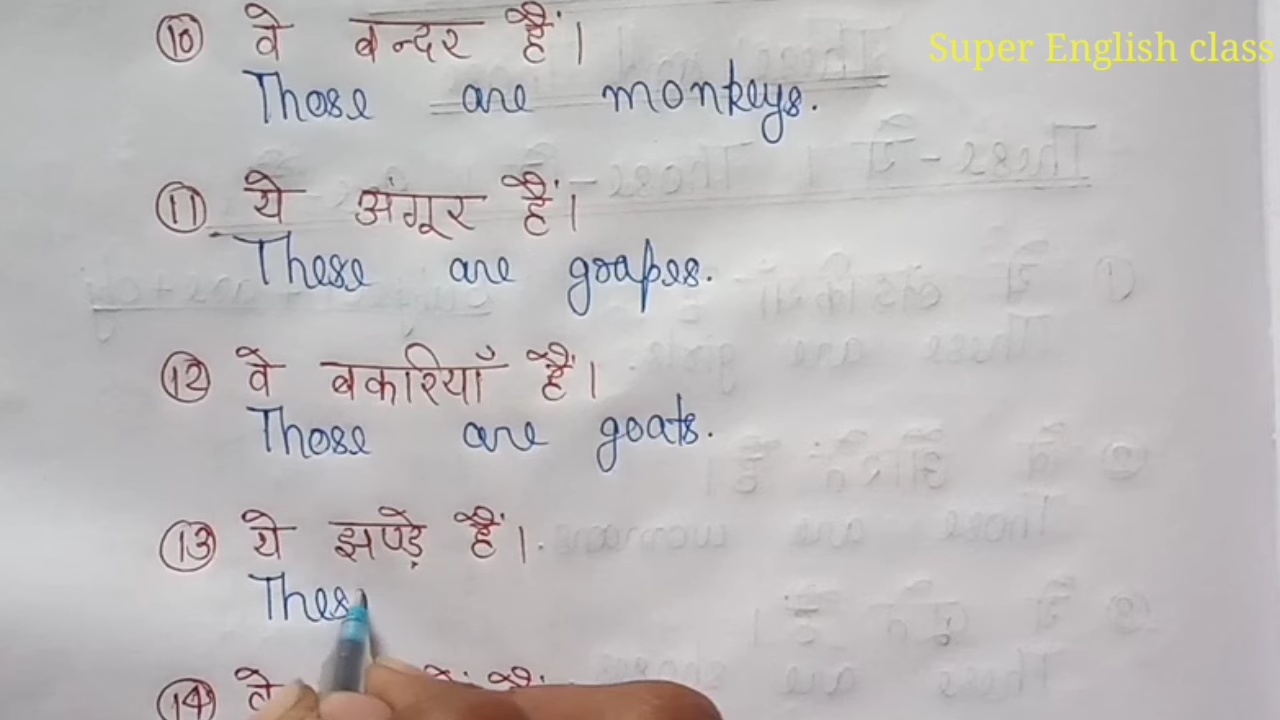 Super English class
⑩ वे बन्दर हैं।
Those are monkeys.
⑪ ये अंगूर हैं।
These are grapes.
⑫ वे बकरियाँ हैं।
Those are goats.
⑬ ये झण्ड़े हैं।
Thes
⑭ वे